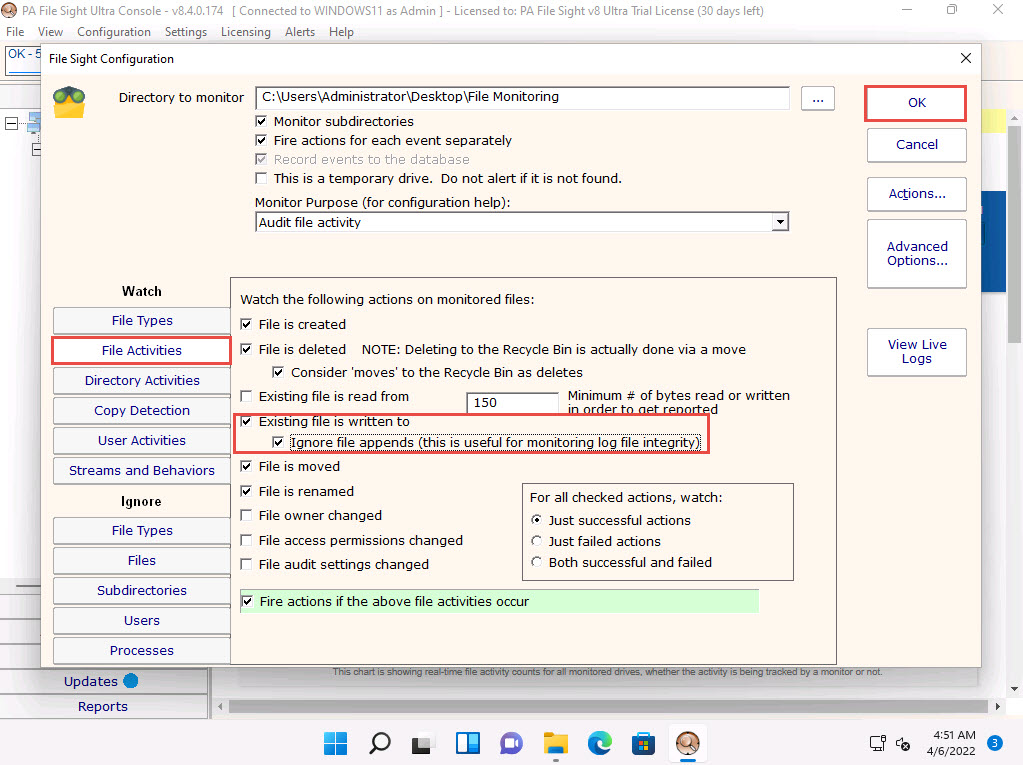 PA File Sight Ultra Console - v8.4.0.174 [ Connected to WINDOWS11 as Admin ] - Licensed to: PA File Sight v8 Ultra Trial License (30 days left)
File View Configuration Settings Licensing Alerts Help
OK - 5
File Sight Configuration
Directory to monitor C:\Users\Administrator\Desktop\File Monitoring ... OK
Monitor subdirectories
Fire actions for each event separately
Cancel
Record events to the database
This is a temporary drive. Do not alert if it is not found.
Actions...
Monitor Purpose (for configuration help):
Audit file activity
Advanced
Options...
Watch
Watch the following actions on monitored files:
File Types
File is created
View Live
Logs
File Activities
File is deleted NOTE: Deleting to the Recycle Bin is actually done via a move
Consider 'moves' to the Recycle Bin as deletes
Directory Activities
Existing file is read from 150 Minimum # of bytes read or written
in order to get reported
Copy Detection
Existing file is written to
User Activities
Ignore file appends (this is useful for monitoring log file integrity)
Streams and Behaviors
File is moved
Ignore
File is renamed
For all checked actions, watch:
File Types
File owner changed
Just successful actions
Files
File access permissions changed
Just failed actions
Subdirectories
File audit settings changed
Both successful and failed
Users
Fire actions if the above file activities occur
Processes
This chart is showing real-time file activity counts for all monitored drives, whether the activity is being tracked by a monitor or not.
Updates
Reports
4:51 AM
4/6/2022
3